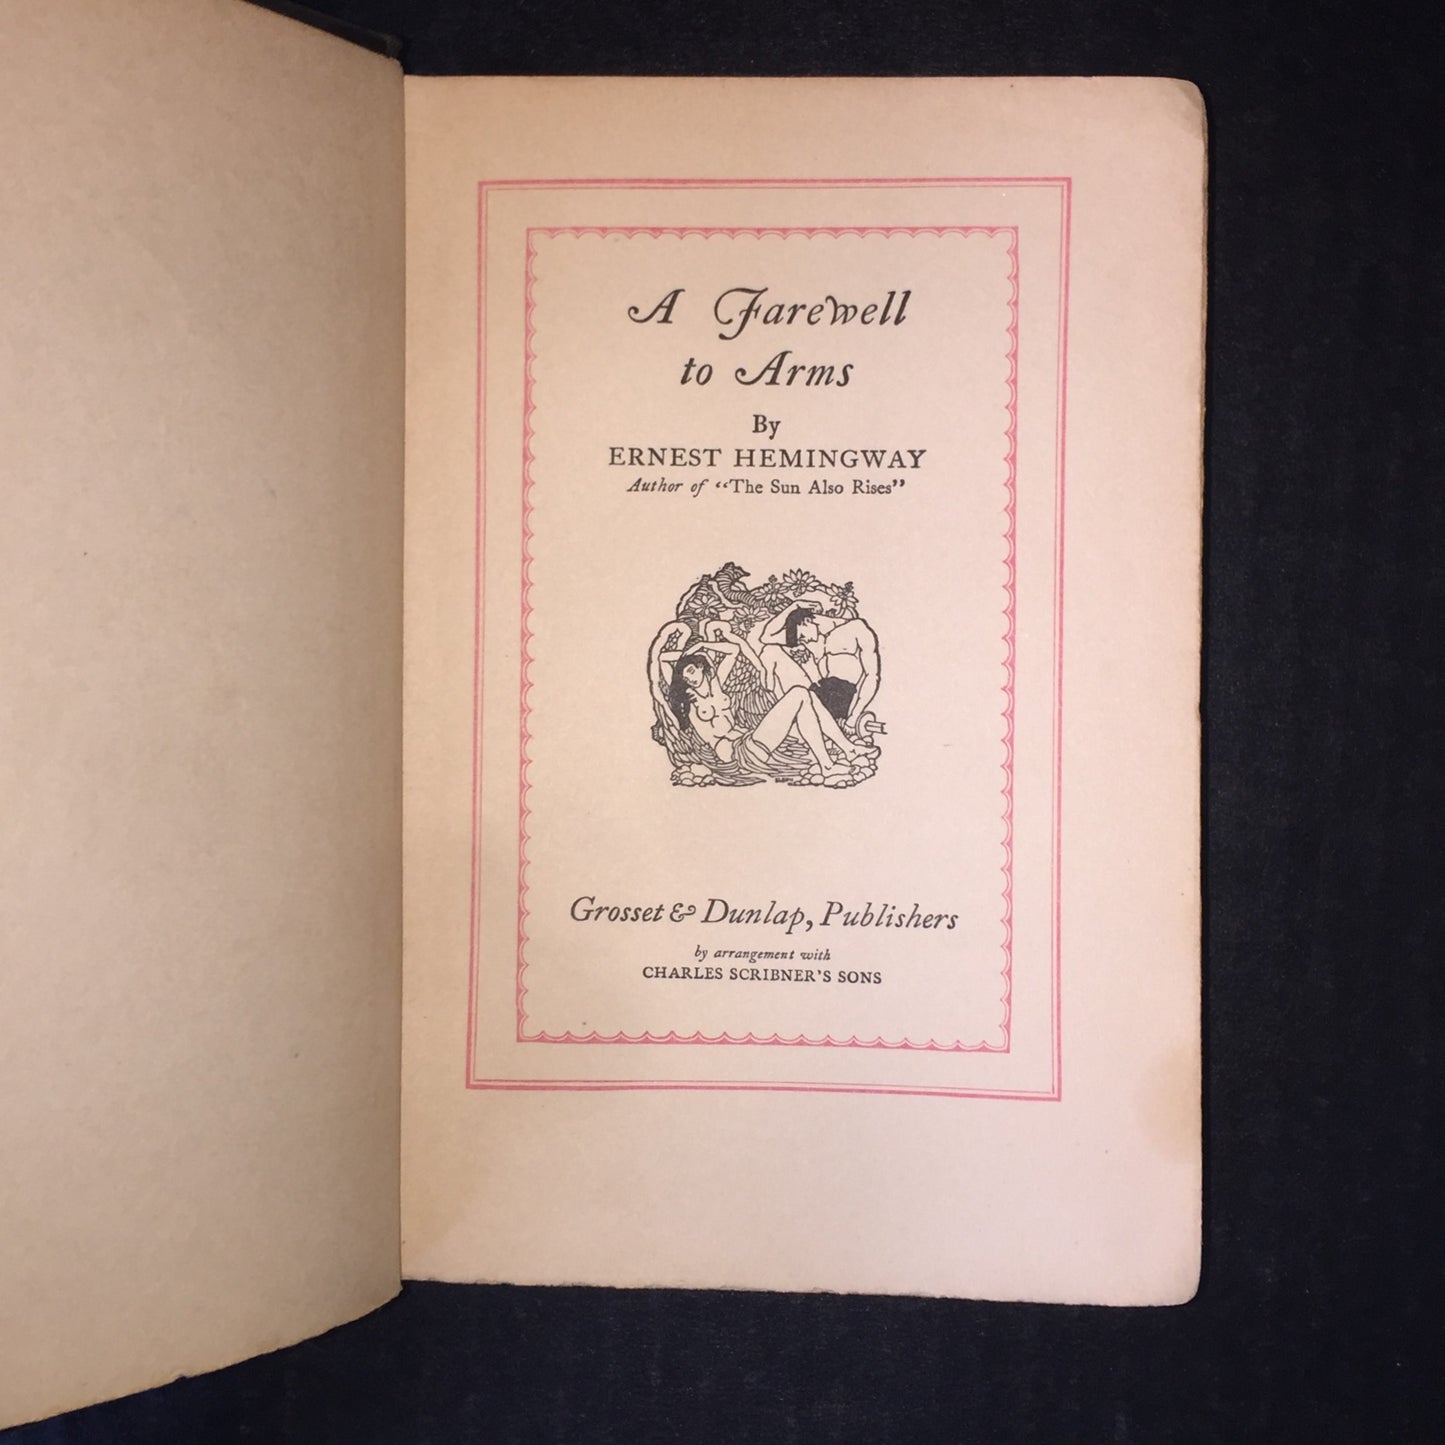 A Farewell
to Arms
By
ERNEST HEMINGWAY
Author of “The Sun Also Rises”
Grosset & Dunlap, Publishers
by arrangement with
CHARLES SCRIBNER'S SONS